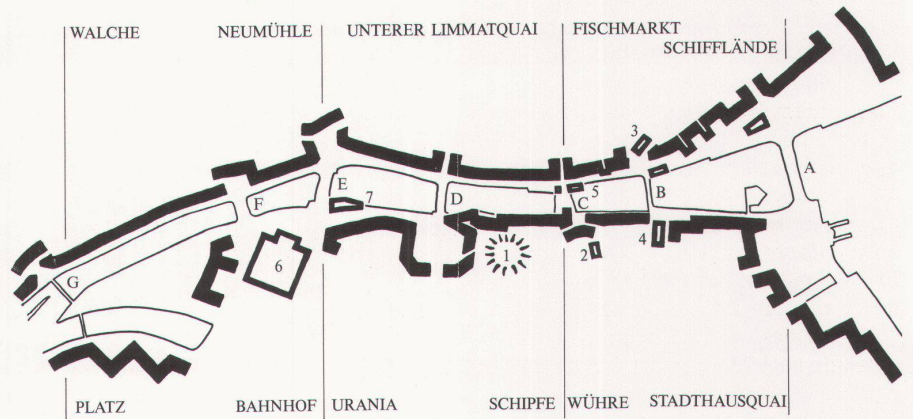 WALCHE NEUMÜHLE UNTERER LIMMATQUAI FISCHMARKT
SCHIFFLÄNDE
3
A
E
5
B
7
D
C
F
4
1
2
6
G
PLATZ BAHNHOF URANIA SCHIPFE WÜHRE STADTHAUSQUAI